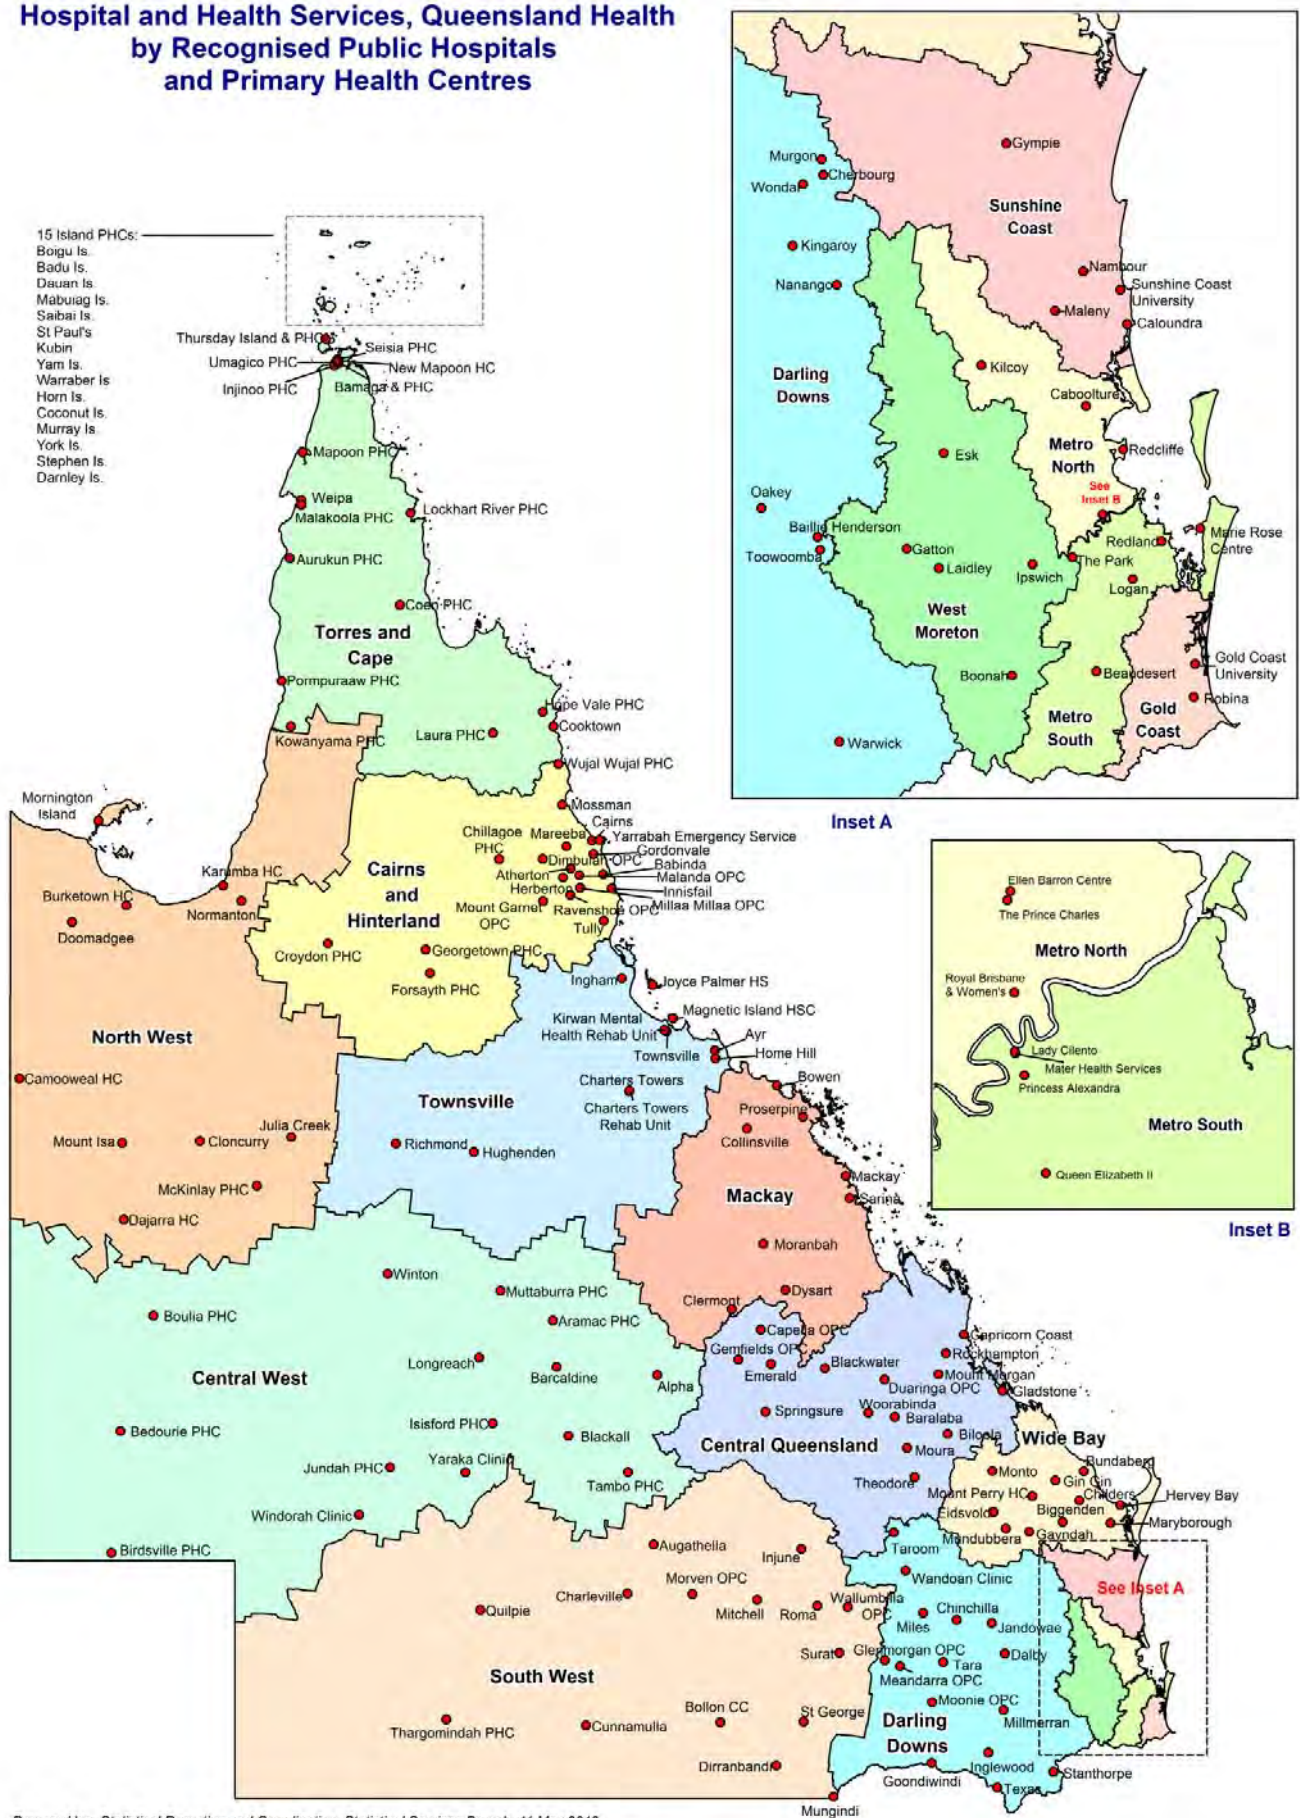 Hospital and Health Services, Queensland Health
by Recognised Public Hospitals
and Primary Health Centres
15 Island PHCs:
Boigu Is.
Badu Is.
Dauan Is.
Mabuiag Is.
Saibai Is.
St Paul's
Kubin
Yam Is.
Warraber Is
Horn Is.
Coconut Is.
Murray Is.
York Is.
Stephen Is.
Darnley Is.
Thursday Island & PHC's
Seisia PHC
Umagico PHC
New Mapoon HC
Injinoo PHC
Bamaga & PHC
Mapoon PHC
Weipa
Malakoola PHC
Lockhart River PHC
Aurukun PHC
Coen PHC
Torres and
Cape
Pormpuraaw PHC
Hope Vale PHC
Cooktown
Kowanyama PHC
Laura PHC
Wujal Wujal PHC
Mornington
Island
Mossman
Cairns
Chillagoe
PHC
Mareeba
Yarrabah Emergency Service
Gordonvale
Dimbulah OPC
Babinda
Atherton
Malanda OPC
Herberton
Innisfail
Millaa Millaa OPC
Mount Garnet
OPC
Ravenshoe OPC
Tully
Cairns
and
Hinterland
Karumba HC
Burketown HC
Normanton
Doomadgee
Croydon PHC
Georgetown PHC
Forsayth PHC
Ingham
Joyce Palmer HS
Magnetic Island HSC
Kirwan Mental
Health Rehab Unit
Townsville
Ayr
Home Hill
North West
Camooweal HC
Townsville
Charters Towers
Charters Towers
Rehab Unit
Bowen
Proserpine
Collinsville
Julia Creek
Mount Isa
Cloncurry
Richmond
Hughenden
McKinlay PHC
Dajarra HC
Mackay
Mackay
Sarina
Moranbah
Winton
Muttaburra PHC
Dysart
Clermont
Boulia PHC
Aramac PHC
Capella OPC
Capricorn Coast
Gemfields OPC
Rockhampton
Longreach
Barcaldine
Emerald
Blackwater
Mount Morgan
Central West
Alpha
Duaringa OPC
Gladstone
Woorabinda
Springsure
Baralaba
Bedourie PHC
Isisford PHC
Blackall
Biloela
Central Queensland
Moura
Wide Bay
Jundah PHC
Yaraka Clinic
Tambo PHC
Theodore
Monto
Bundaberg
Gin Gin
Mount Perry HC
Childers
Hervey Bay
Windorah Clinic
Eidsvold
Biggenden
Maryborough
Mundubbera
Gayndah
Birdsville PHC
Augathella
Injune
Taroom
Wandoan Clinic
See Inset A
Charleville
Morven OPC
Mitchell
Roma
Wallumbilla
OPC
Quilpie
Miles
Chinchilla
Jandowae
Surat
Glenmorgan OPC
Dalby
Tara
Meandarra OPC
South West
Moonie OPC
Millmerran
Thargomindah PHC
Cunnamulla
Bollon CC
St George
Darling
Downs
Dirranbandi
Goondiwindi
Inglewood
Texas
Stanthorpe
Mungindi
Gympie
Murgon
Cherbourg
Wondai
Sunshine
Coast
Kingaroy
Nanango
Nambour
Sunshine Coast
University
Maleny
Caloundra
Kilcoy
Darling
Downs
Caboolture
Metro
North
Redcliffe
See
Inset B
Esk
Oakey
Baillie Henderson
Toowoomba
Gatton
Laidley
Ipswich
The Park
Redland
Marie Rose
Centre
Logan
West
Moreton
Boonah
Beaudesert
Gold Coast
University
Robina
Metro
South
Gold
Coast
Warwick
Inset A
Ellen Barron Centre
The Prince Charles
Metro North
Royal Brisbane
& Women's
Lady Cilento
Mater Health Services
Princess Alexandra
Metro South
Queen Elizabeth II
Inset B